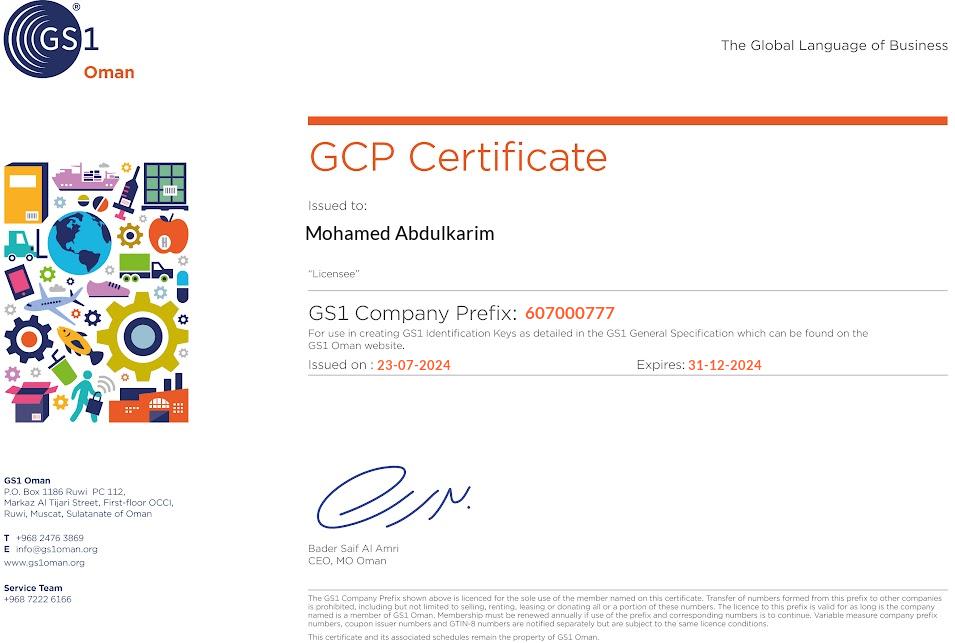 GS1
®
Oman
The Global Language of Business
GCP Certificate
Issued to:
Mohamed Abdulkarim
“Licensee”
GS1 Company Prefix: 607000777
For use in creating GS1 Identification Keys as detailed in the GS1 General Specification which can be found on the
GS1 Oman website.
Issued on : 23-07-2024 Expires: 31-12-2024
Bader Saif Al Amri
CEO, MO Oman
GS1 Oman
P.O. Box 1186 Ruwi PC 112,
Markaz Al Tijari Street, First-floor OCCI,
Ruwi, Muscat, Sulatanate of Oman
T +968 2476 3869
E info@gs1oman.org
www.gs1oman.org
Service Team
+968 7222 6166
The GS1 Company Prefix shown above is licenced for the sole use of the member named on this certificate. Transfer of numbers formed from this prefix to other companies
is prohibited, including but not limited to selling, renting, leasing or donating all or a portion of these numbers. The licence to this prefix is valid for as long is the company
named is a member of GS1 Oman, Membership must be renewed annually if use of the prefix and corresponding numbers is to continue. Variable measure company prefix
numbers, coupon issuer numbers and GTIN-8 numbers are notified separately but are subject to the same licence conditions.
This certificate and its associated schedules remain the property of GS1 Oman.